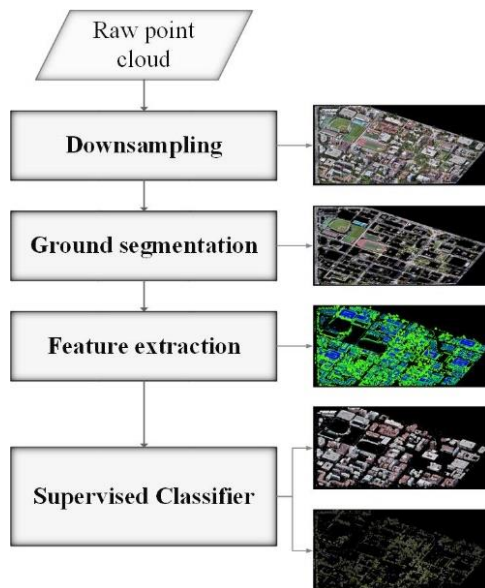 Raw point
cloud
Downsampling
Ground segmentation
Feature extraction
Supervised Classifier